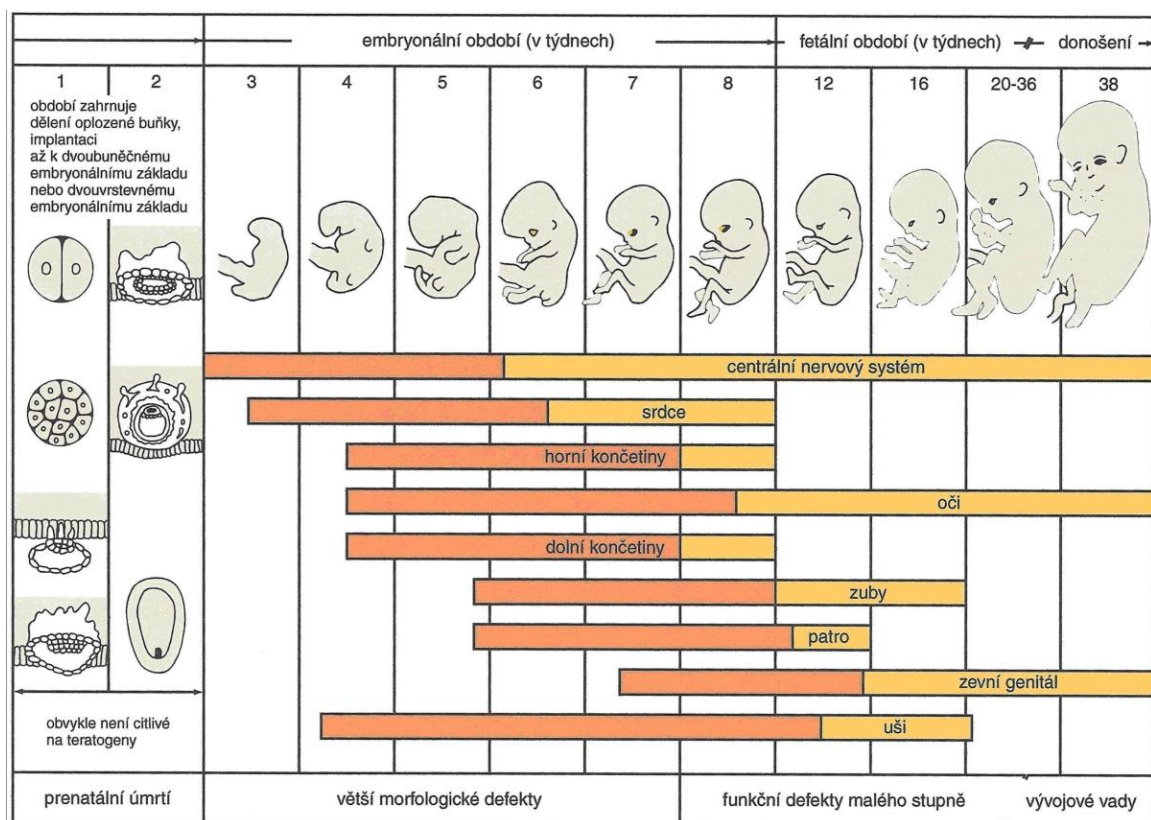 embryonální období (v týdnech)
fetální období (v týdnech)
donošení
1
2
3
4
5
6
7
8
12
16
20-36
38
období zahrnuje
dělení oplozené buňky,
implantaci
až k dvoubuněčnému
embryonálnímu základu
nebo dvouvrstevnému
embryonálnímu základu
centrální nervový systém
srdce
horní končetiny
oči
dolní končetiny
zuby
patro
zevní genitál
uši
obvykle není citlivé
na teratogeny
prenatální úmrtí
větší morfologické defekty
funkční defekty malého stupně
vývojové vady